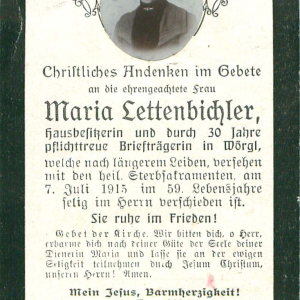 Christliches Andenken im Gebete
an die ehrengeachtete Frau
Maria Lettenbichler,
Hausbesitzerin und durch 30 Jahre
pflichttreue Briefträgerin in Wörgl,
welche nach längerem Leiden, versehen
mit den heil. Sterbsakramenten, am
7. Juli 1915 im 59. Lebensjahre
selig im Herrn verschieden ist.
Sie ruhe im Frieden!
Gebet der Kirche. Wir bitten dich, o Herr,
erbarme dich nach deiner Güte der Seele deiner
Dienerin Maria und lasse sie an der ewigen
Seligkeit teilnehmen durch Jesum Christum,
unseren Herrn! Amen.
Mein Jesus, Barmherzigkeit!